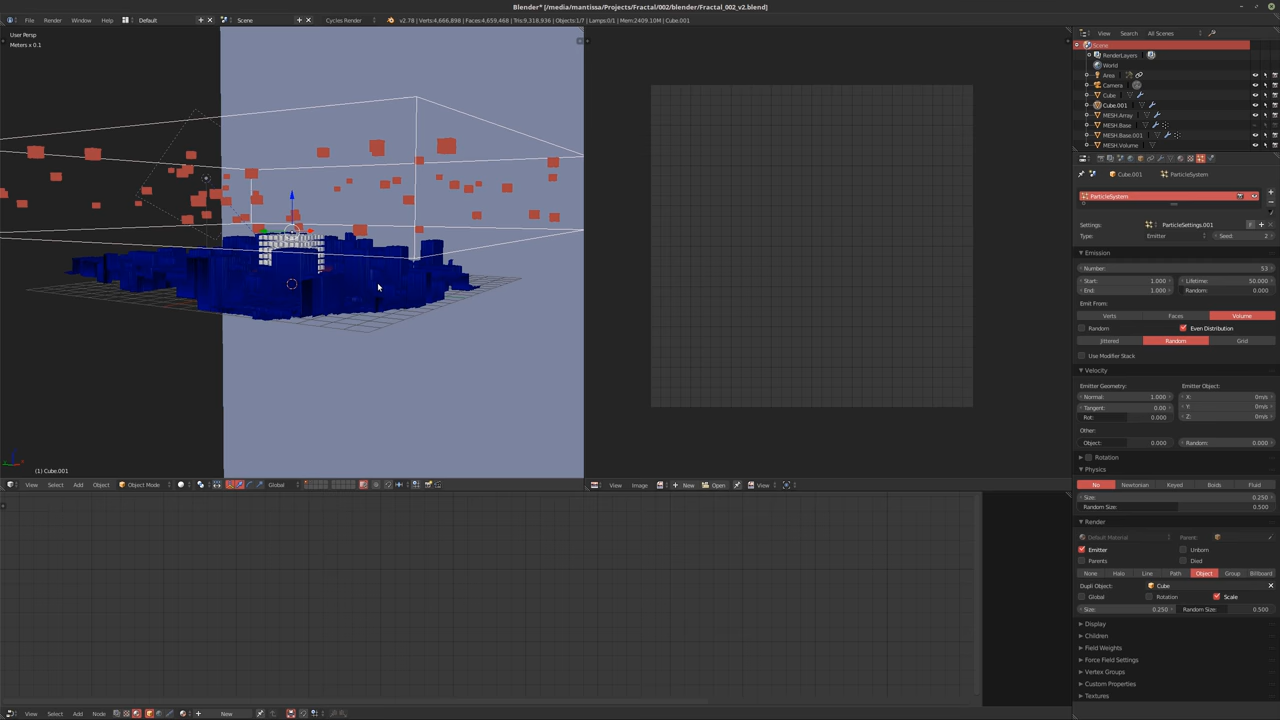 Blender* [/media/mantissa/Projects/Fractal/002/blender/Fractal_002_v2.blend]
File Render Window Help Default Scene Cycles Render v2.78 | Verts:4,666,898 | Faces:4,659,468 | Tris:9,318,936 | Objects:1/7 | Lamps:0/1 | Mem:2409.10M | Cube.001
User Persp
Meters x 0.1
(1) Cube.001
View Select Add Object Object Mode Global
View Image New Open View
View Select Add Node New
View Search All Scenes
Scene
RenderLayers
World
Area
Camera
Cube
Cube.001
MESH.Array
MESH.Base
MESH.Base.001
MESH.Volume
Cube.001 ParticleSystem
ParticleSystem
Settings: ParticleSettings.001 F
Type: Emitter Seed: 2
Emission
Number: 53
Start: 1.000 Lifetime: 50.000
End: 1.000 Random: 0.000
Emit From:
Verts Faces Volume
Random Even Distribution
Jittered Random Grid
Use Modifier Stack
Velocity
Emitter Geometry: Emitter Object:
Normal: 1.000 X: 0m/s
Tangent: 0.00 Y: 0m/s
Rot: 0.000 Z: 0m/s
Other:
Object: 0.000 Random: 0.000
Rotation
Physics
No Newtonian Keyed Boids Fluid
Size: 0.250
Random Size: 0.500
Render
Default Material Parent:
Emitter Unborn
Parents Died
None Halo Line Path Object Group Billboard
Dupli Object: Cube
Global Rotation Scale
Size: 0.250 Random Size: 0.500
Display
Children
Field Weights
Force Field Settings
Vertex Groups
Custom Properties
Textures